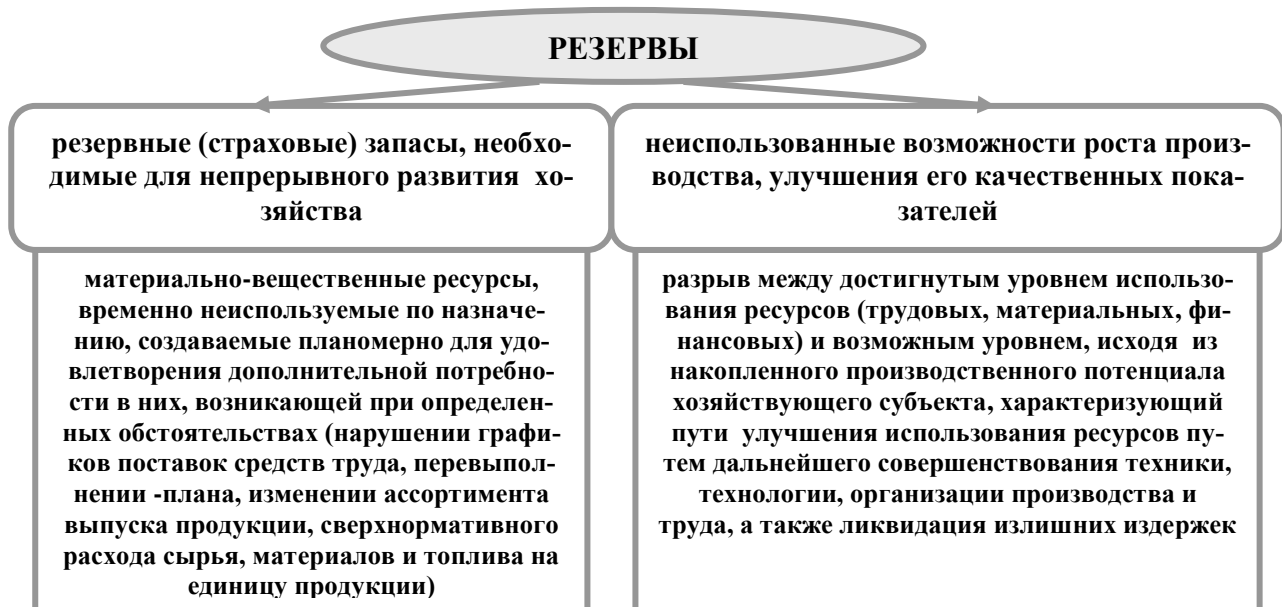 РЕЗЕРВЫ
резервные (страховые) запасы, необхо-
димые для непрерывного развития хо-
зяйства
неиспользованные возможности роста произ-
водства, улучшения его качественных пока-
зателей
материально-вещественные ресурсы,
временно неиспользуемые по назначе-
нию, создаваемые планомерно для удо-
влетворения дополнительной потребно-
сти в них, возникающей при определен-
ных обстоятельствах (нарушении графи-
ков поставок средств труда, перевыпол-
нении -плана, изменении ассортимента
выпуска продукции, сверхнормативного
расхода сырья, материалов и топлива на
единицу продукции)
разрыв между достигнутым уровнем использо-
вания ресурсов (трудовых, материальных, фи-
нансовых) и возможным уровнем, исходя из
накопленного производственного потенциала
хозяйствующего субъекта, характеризующий
пути улучшения использования ресурсов пу-
тем дальнейшего совершенствования техники,
технологии, организации производства и
труда, а также ликвидация излишних издержек